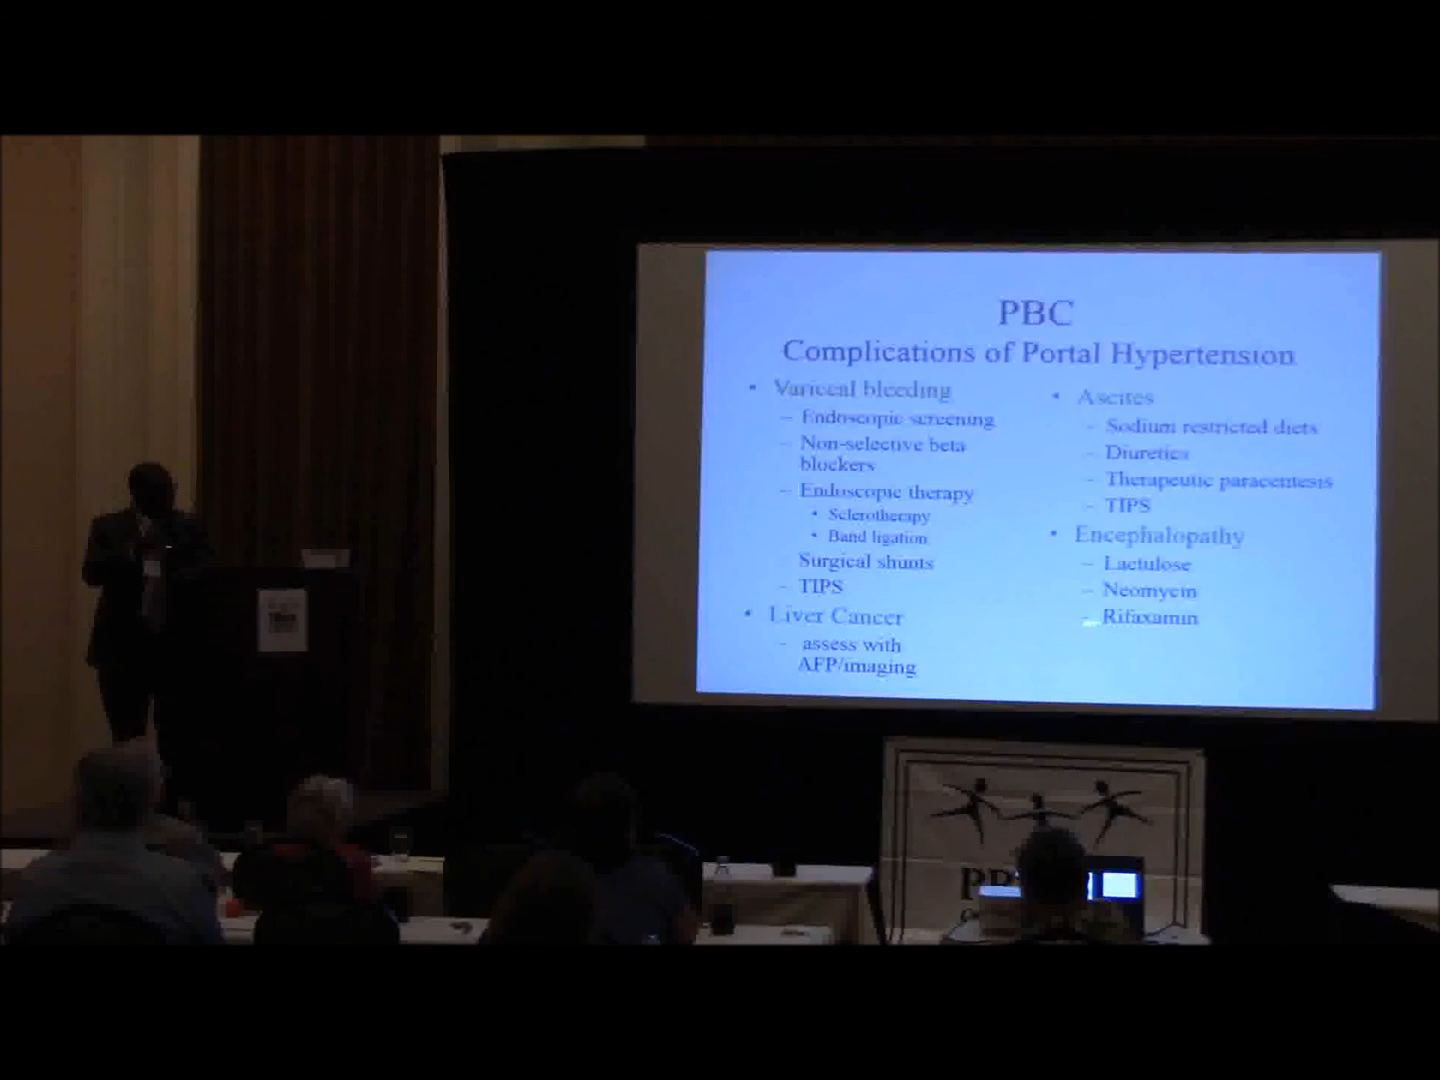 PBC
Complications of Portal Hypertension
• Variceal bleeding
– Endoscopic screening
– Non-selective beta
blockers
– Endoscopic therapy
• Sclerotherapy
• Band ligation
– Surgical shunts
– TIPS
• Liver Cancer
– assess with
AFP/imaging
• Ascites
– Sodium restricted diets
– Diuretics
– Therapeutic paracentesis
– TIPS
• Encephalopathy
– Lactulose
– Neomycin
– Rifaxamin